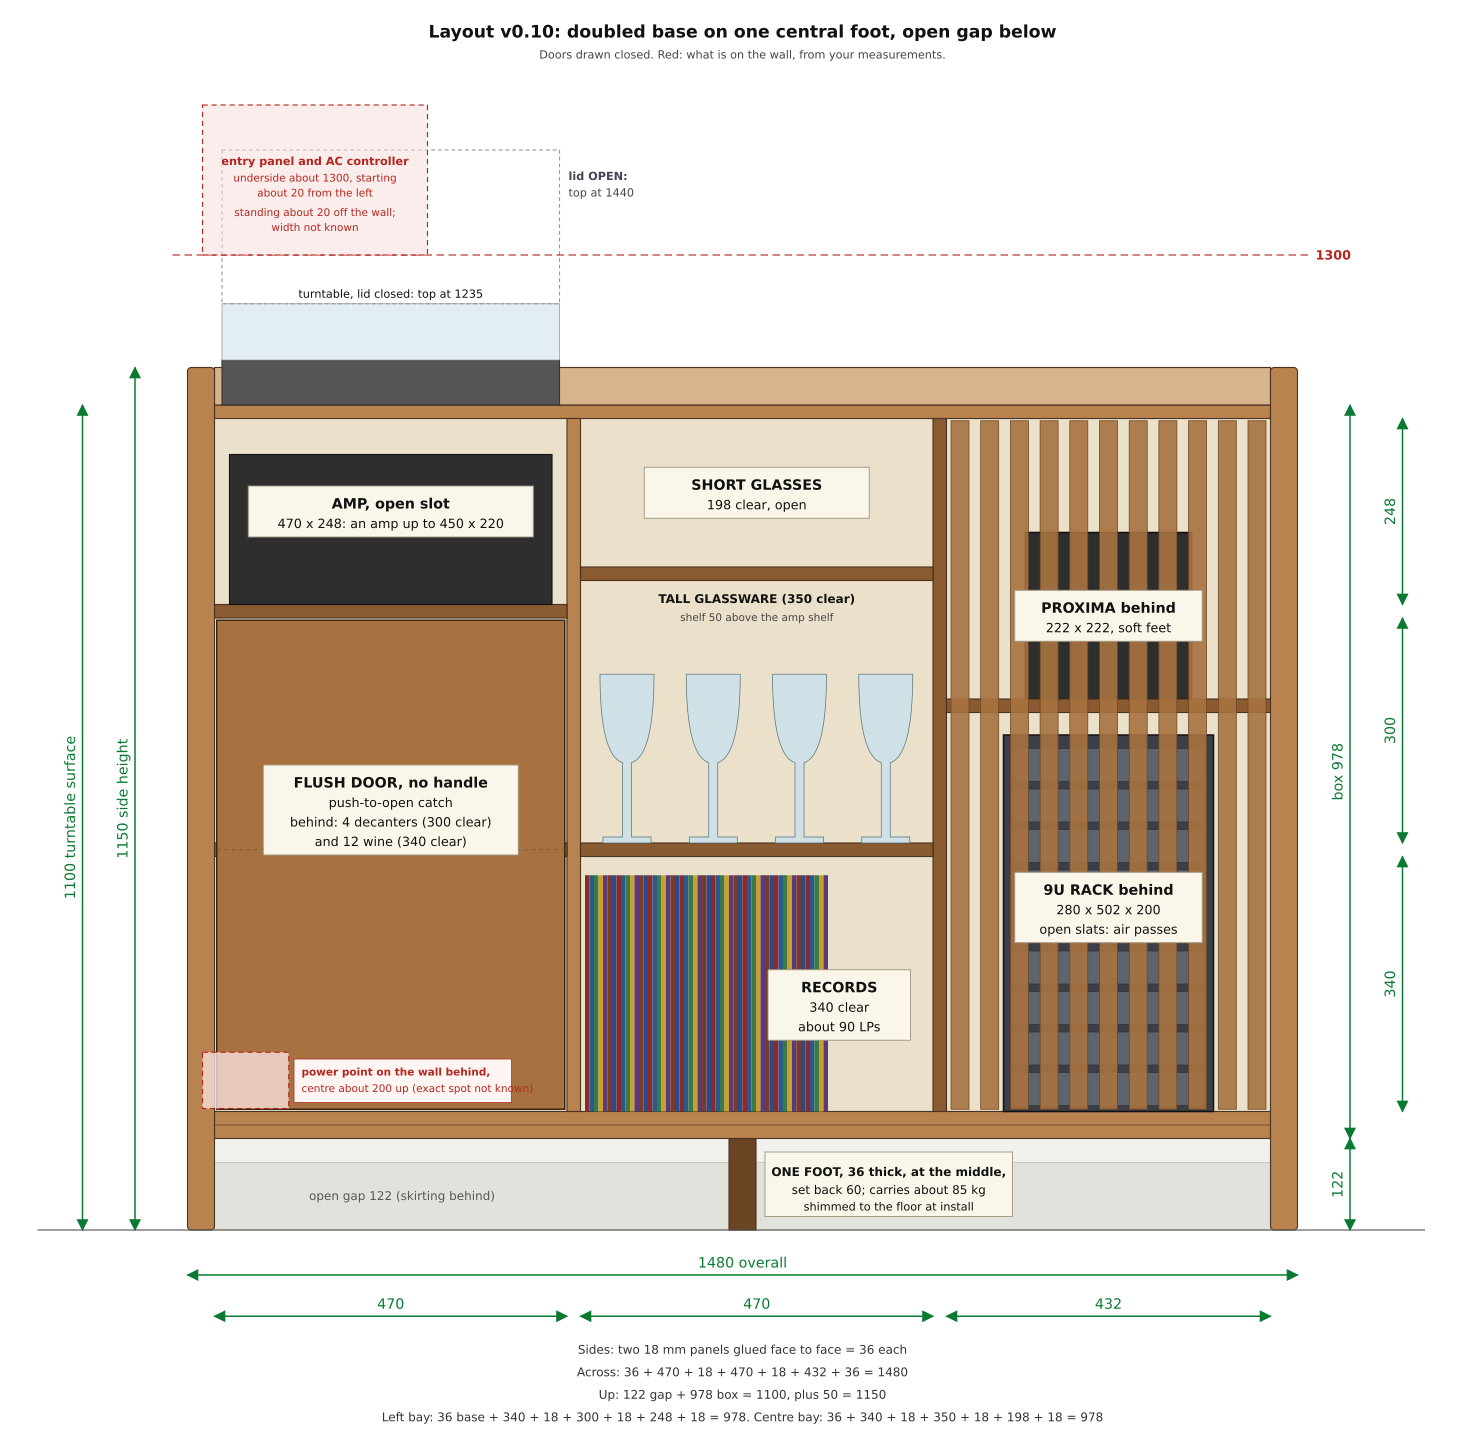 Layout v0.10: doubled base on one central foot, open gap below
Doors drawn closed. Red: what is on the wall, from your measurements.
entry panel and AC controller
underside about 1300, starting
about 20 from the left
standing about 20 off the wall;
width not known
lid OPEN:
top at 1440
1300
turntable, lid closed: top at 1235
AMP, open slot
470 x 248: an amp up to 450 x 220
SHORT GLASSES
198 clear, open
TALL GLASSWARE (350 clear)
shelf 50 above the amp shelf
PROXIMA behind
222 x 222, soft feet
248
300
340
1100 turntable surface
1150 side height
box 978
122
FLUSH DOOR, no handle
push-to-open catch
behind: 4 decanters (300 clear)
and 12 wine (340 clear)
9U RACK behind
280 x 502 x 200
open slats: air passes
RECORDS
340 clear
about 90 LPs
power point on the wall behind,
centre about 200 up (exact spot not known)
open gap 122 (skirting behind)
ONE FOOT, 36 thick, at the middle,
set back 60; carries about 85 kg
shimmed to the floor at install
1480 overall
470
470
432
Sides: two 18 mm panels glued face to face = 36 each
Across: 36 + 470 + 18 + 470 + 18 + 432 + 36 = 1480
Up: 122 gap + 978 box = 1100, plus 50 = 1150
Left bay: 36 base + 340 + 18 + 300 + 18 + 248 + 18 = 978. Centre bay: 36 + 340 + 18 + 350 + 18 + 198 + 18 = 978